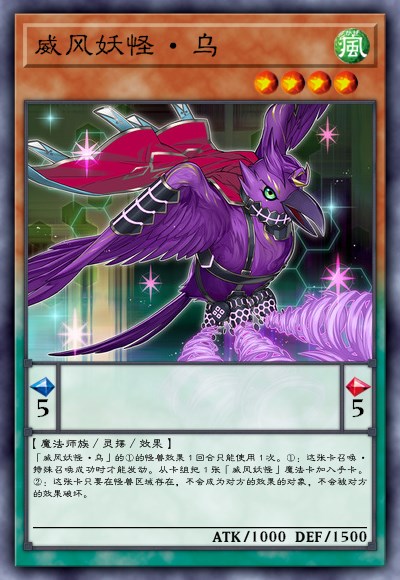 威风妖怪·乌
風
5
5
【魔法师族/灵摆/效果】
「威风妖怪·乌」的①的怪兽效果1回合只能使用1次。①：这张卡召唤·
特殊召唤成功时才能发动。从卡组把1张「威风妖怪」魔法卡加入手卡。
②：这张卡只要在怪兽区域存在，不会成为对方的效果的对象，不会被对方
的效果破坏。
ATK/1000 DEF/1500